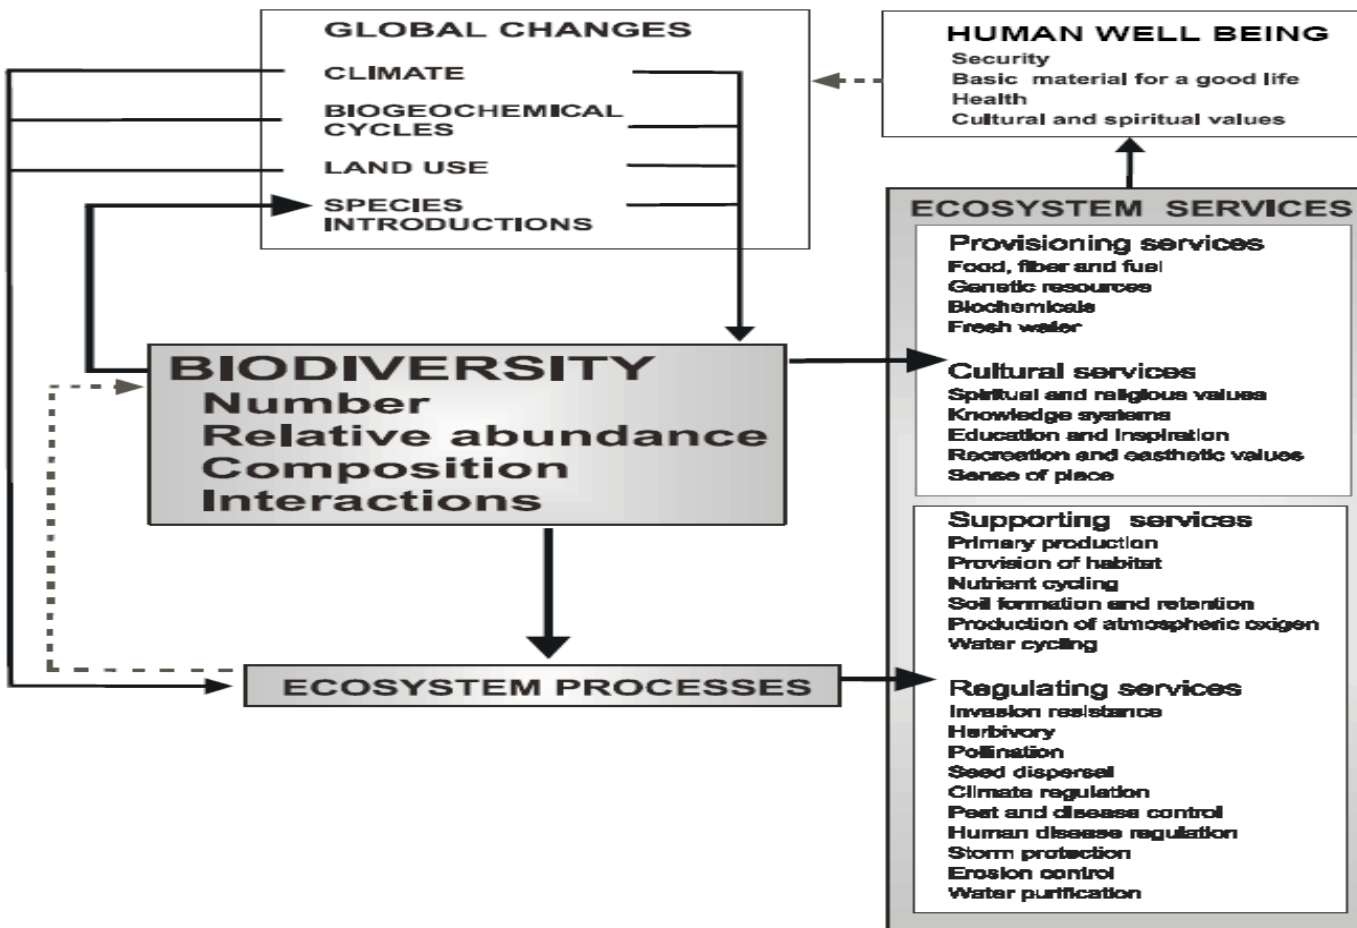 GLOBAL CHANGES
CLIMATE
BIOGEOCHEMICAL
CYCLES
LAND USE
SPECIES
INTRODUCTIONS
HUMAN WELL BEING
Security
Basic material for a good life
Health
Cultural and spiritual values
BIODIVERSITY
Number
Relative abundance
Composition
Interactions
ECOSYSTEM PROCESSES
ECOSYSTEM SERVICES
Provisioning services
Food, fiber and fuel
Genetic resources
Biochemicals
Fresh water
Cultural services
Spiritual and religious values
Knowledge systems
Education and inspiration
Recreation and easthetic values
Sense of place
Supporting services
Primary production
Provision of habitat
Nutrient cycling
Soil formation and retention
Production of atmospheric oxigen
Water cycling
Regulating services
Invasion resistance
Herbivory
Pollination
Seed dispersal
Climate regulation
Pest and disease control
Human disease regulation
Storm protection
Erosion control
Water purification